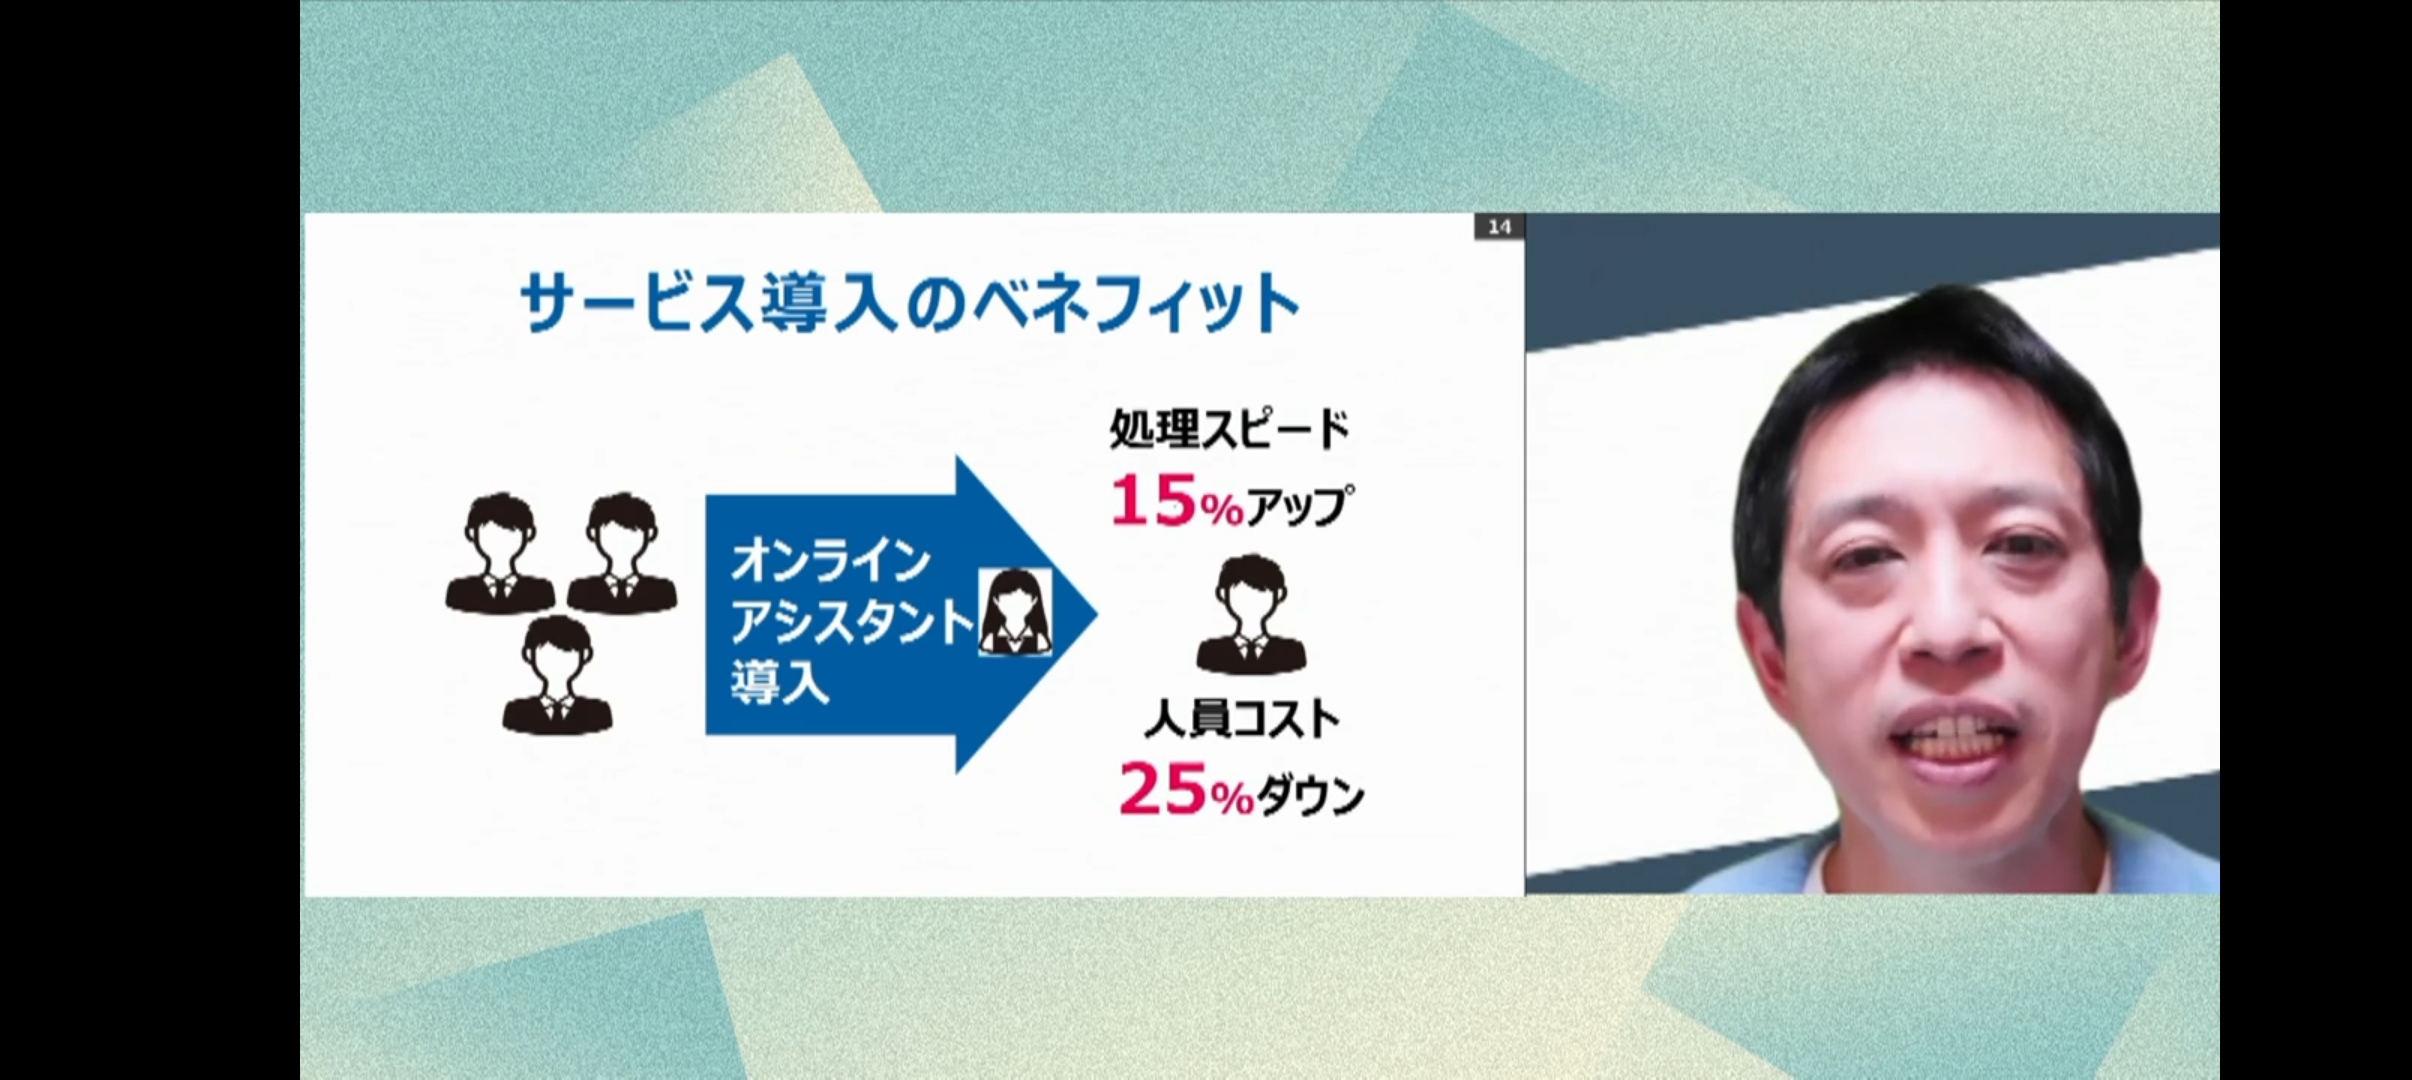 14
サービス導入のベネフィット
処理スピード
15%アップ
オンライン
アシスタント
導入
人員コスト
25%ダウン